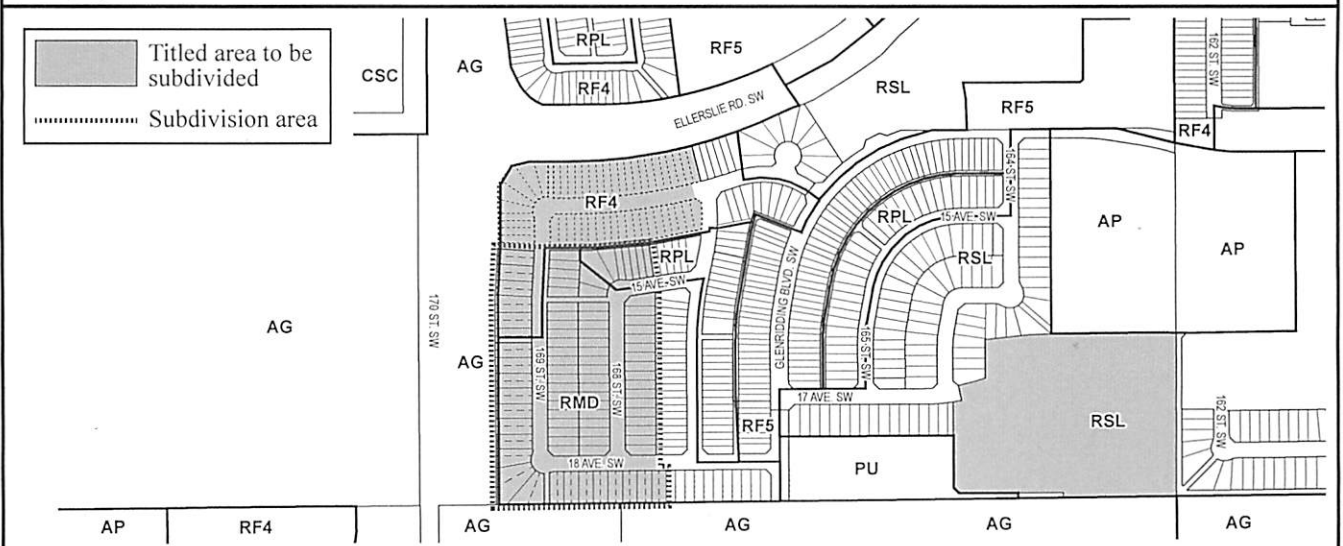 Titled area to be
subdivided
Subdivision area
CSC
AG
RPL
RF4
RF5
ELLERSLIE RD. SW
RSL
RF5
162 ST. SW
RF4
RF4
164 ST. SW
RPL
15 AVE. SW
RSL
AP
AP
RPL
15 AVE. SW
GLENRIDDING BLVD. SW
165 ST. SW
AG
170 ST. SW
AG
169 ST. SW
168 ST. SW
RMD
17 AVE. SW
RF5
RSL
162 ST. SW
18 AVE. SW
PU
AP
RF4
AG
AG
AG
AG